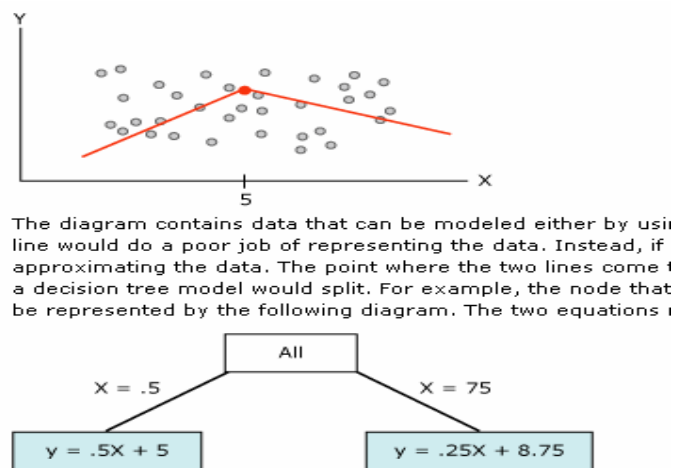 Y
X
5
The diagram contains data that can be modeled either by usi
line would do a poor job of representing the data. Instead, if
approximating the data. The point where the two lines come
a decision tree model would split. For example, the node that
be represented by the following diagram. The two equations
All
X = .5 X = 75
y = .5X + 5 y = .25X + 8.75